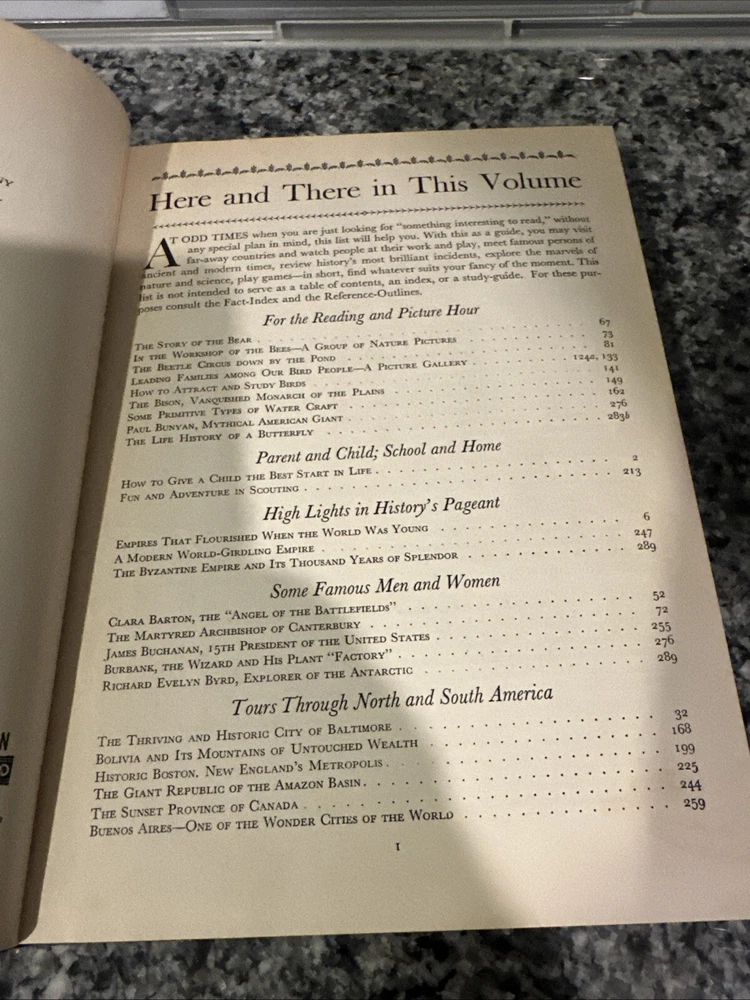 Here and There in This Volume
AT ODD TIMES when you are just looking for "something interesting to read," without
any special plan in mind, this list will help you. With this as a guide, you may visit
far-away countries and watch people at their work and play, meet famous persons of
ancient and modern times, review history's most brilliant incidents, explore the marvels of
nature and science, play games—in short, find whatever suits your fancy of the moment. This
list is not intended to serve as a table of contents, an index, or a study-guide. For these pur-
poses consult the Fact-Index and the Reference-Outlines.
For the Reading and Picture Hour
THE STORY OF THE BEAR . . . 67
IN THE WORKSHOP OF THE BEES—A GROUP OF NATURE PICTURES . . . 73
THE BEETLE CIRCUS DOWN BY THE POND . . . 81
LEADING FAMILIES AMONG OUR BIRD PEOPLE—A PICTURE GALLERY . . . 124a, 133
HOW TO ATTRACT AND STUDY BIRDS . . . 141
THE BISON, VANQUISHED MONARCH OF THE PLAINS . . . 149
SOME PRIMITIVE TYPES OF WATER CRAFT . . . 162
PAUL BUNYAN, MYTHICAL AMERICAN GIANT . . . 276
THE LIFE HISTORY OF A BUTTERFLY . . . 283b
Parent and Child; School and Home
HOW TO GIVE A CHILD THE BEST START IN LIFE . . . 2
FUN AND ADVENTURE IN SCOUTING . . . 213
High Lights in History's Pageant
EMPIRES THAT FLOURISHED WHEN THE WORLD WAS YOUNG . . . 6
A MODERN WORLD-GIRDLING EMPIRE . . . 247
THE BYZANTINE EMPIRE AND ITS THOUSAND YEARS OF SPLENDOR . . . 289
Some Famous Men and Women
CLARA BARTON, THE "ANGEL OF THE BATTLEFIELDS" . . . 52
THE MARTYRED ARCHBISHOP OF CANTERBURY . . . 72
JAMES BUCHANAN, 15TH PRESIDENT OF THE UNITED STATES . . . 255
BURBANK, THE WIZARD AND HIS PLANT "FACTORY" . . . 276
RICHARD EVELYN BYRD, EXPLORER OF THE ANTARCTIC . . . 289
Tours Through North and South America
THE THRIVING AND HISTORIC CITY OF BALTIMORE . . . 32
BOLIVIA AND ITS MOUNTAINS OF UNTOUCHED WEALTH . . . 168
HISTORIC BOSTON, NEW ENGLAND'S METROPOLIS . . . 199
THE GIANT REPUBLIC OF THE AMAZON BASIN . . . 225
THE SUNSET PROVINCE OF CANADA . . . 244
BUENOS AIRES—ONE OF THE WONDER CITIES OF THE WORLD . . . 259
1